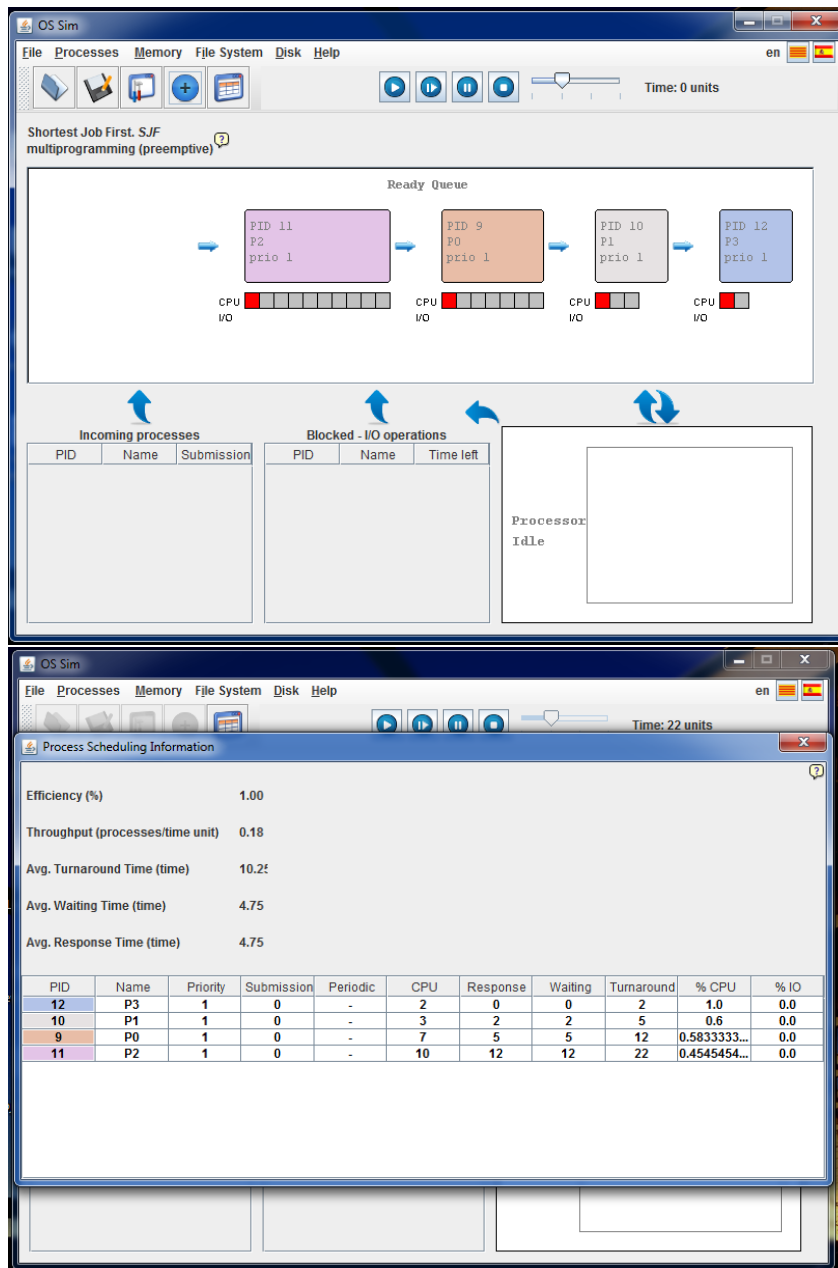 OS Sim
File Processes Memory File System Disk Help en
Time: 0 units
Shortest Job First. SJF
multiprogramming (preemptive) ?
Ready Queue
PID 11 PID 9 PID 10 PID 12
P2 P0 P1 P3
prio 1 prio 1 prio 1 prio 1
CPU CPU CPU CPU
I/O I/O I/O I/O
Incoming processes Blocked - I/O operations
PID Name Submission PID Name Time left
Processor
Idle
OS Sim
File Processes Memory File System Disk Help en
Time: 22 units
Process Scheduling Information
?
Efficiency (%) 1.00
Throughput (processes/time unit) 0.18
Avg. Turnaround Time (time) 10.25
Avg. Waiting Time (time) 4.75
Avg. Response Time (time) 4.75
PID Name Priority Submission Periodic CPU Response Waiting Turnaround % CPU % IO
12 P3 1 0 - 2 0 0 2 1.0 0.0
10 P1 1 0 - 3 2 2 5 0.6 0.0
9 P0 1 0 - 7 5 5 12 0.5833333... 0.0
11 P2 1 0 - 10 12 12 22 0.4545454... 0.0